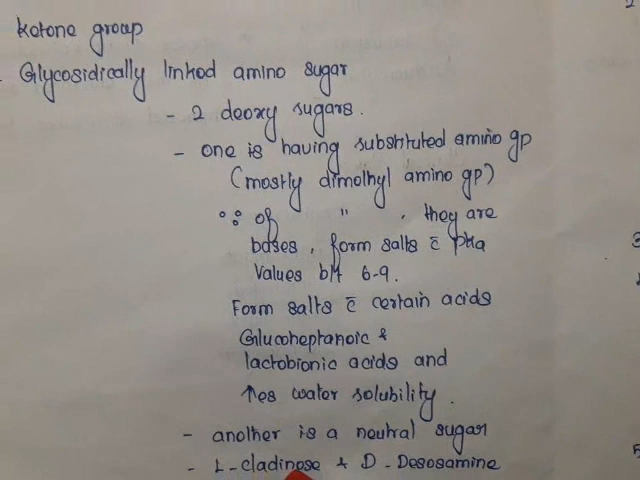 ketone group
Glycosidically linked amino sugar
- 2 deoxy sugars.
- one is having substituted amino gp
(mostly dimethyl amino gp)
∵ of " , they are
bases, form salts c̄ pka
values b/t 6-9.
Form salts c̄ certain acids
Glucoheptanoic &
lactobionic acids and
↑es water solubility.
- another is a neutral sugar
- L-cladinose & D-Desosamine